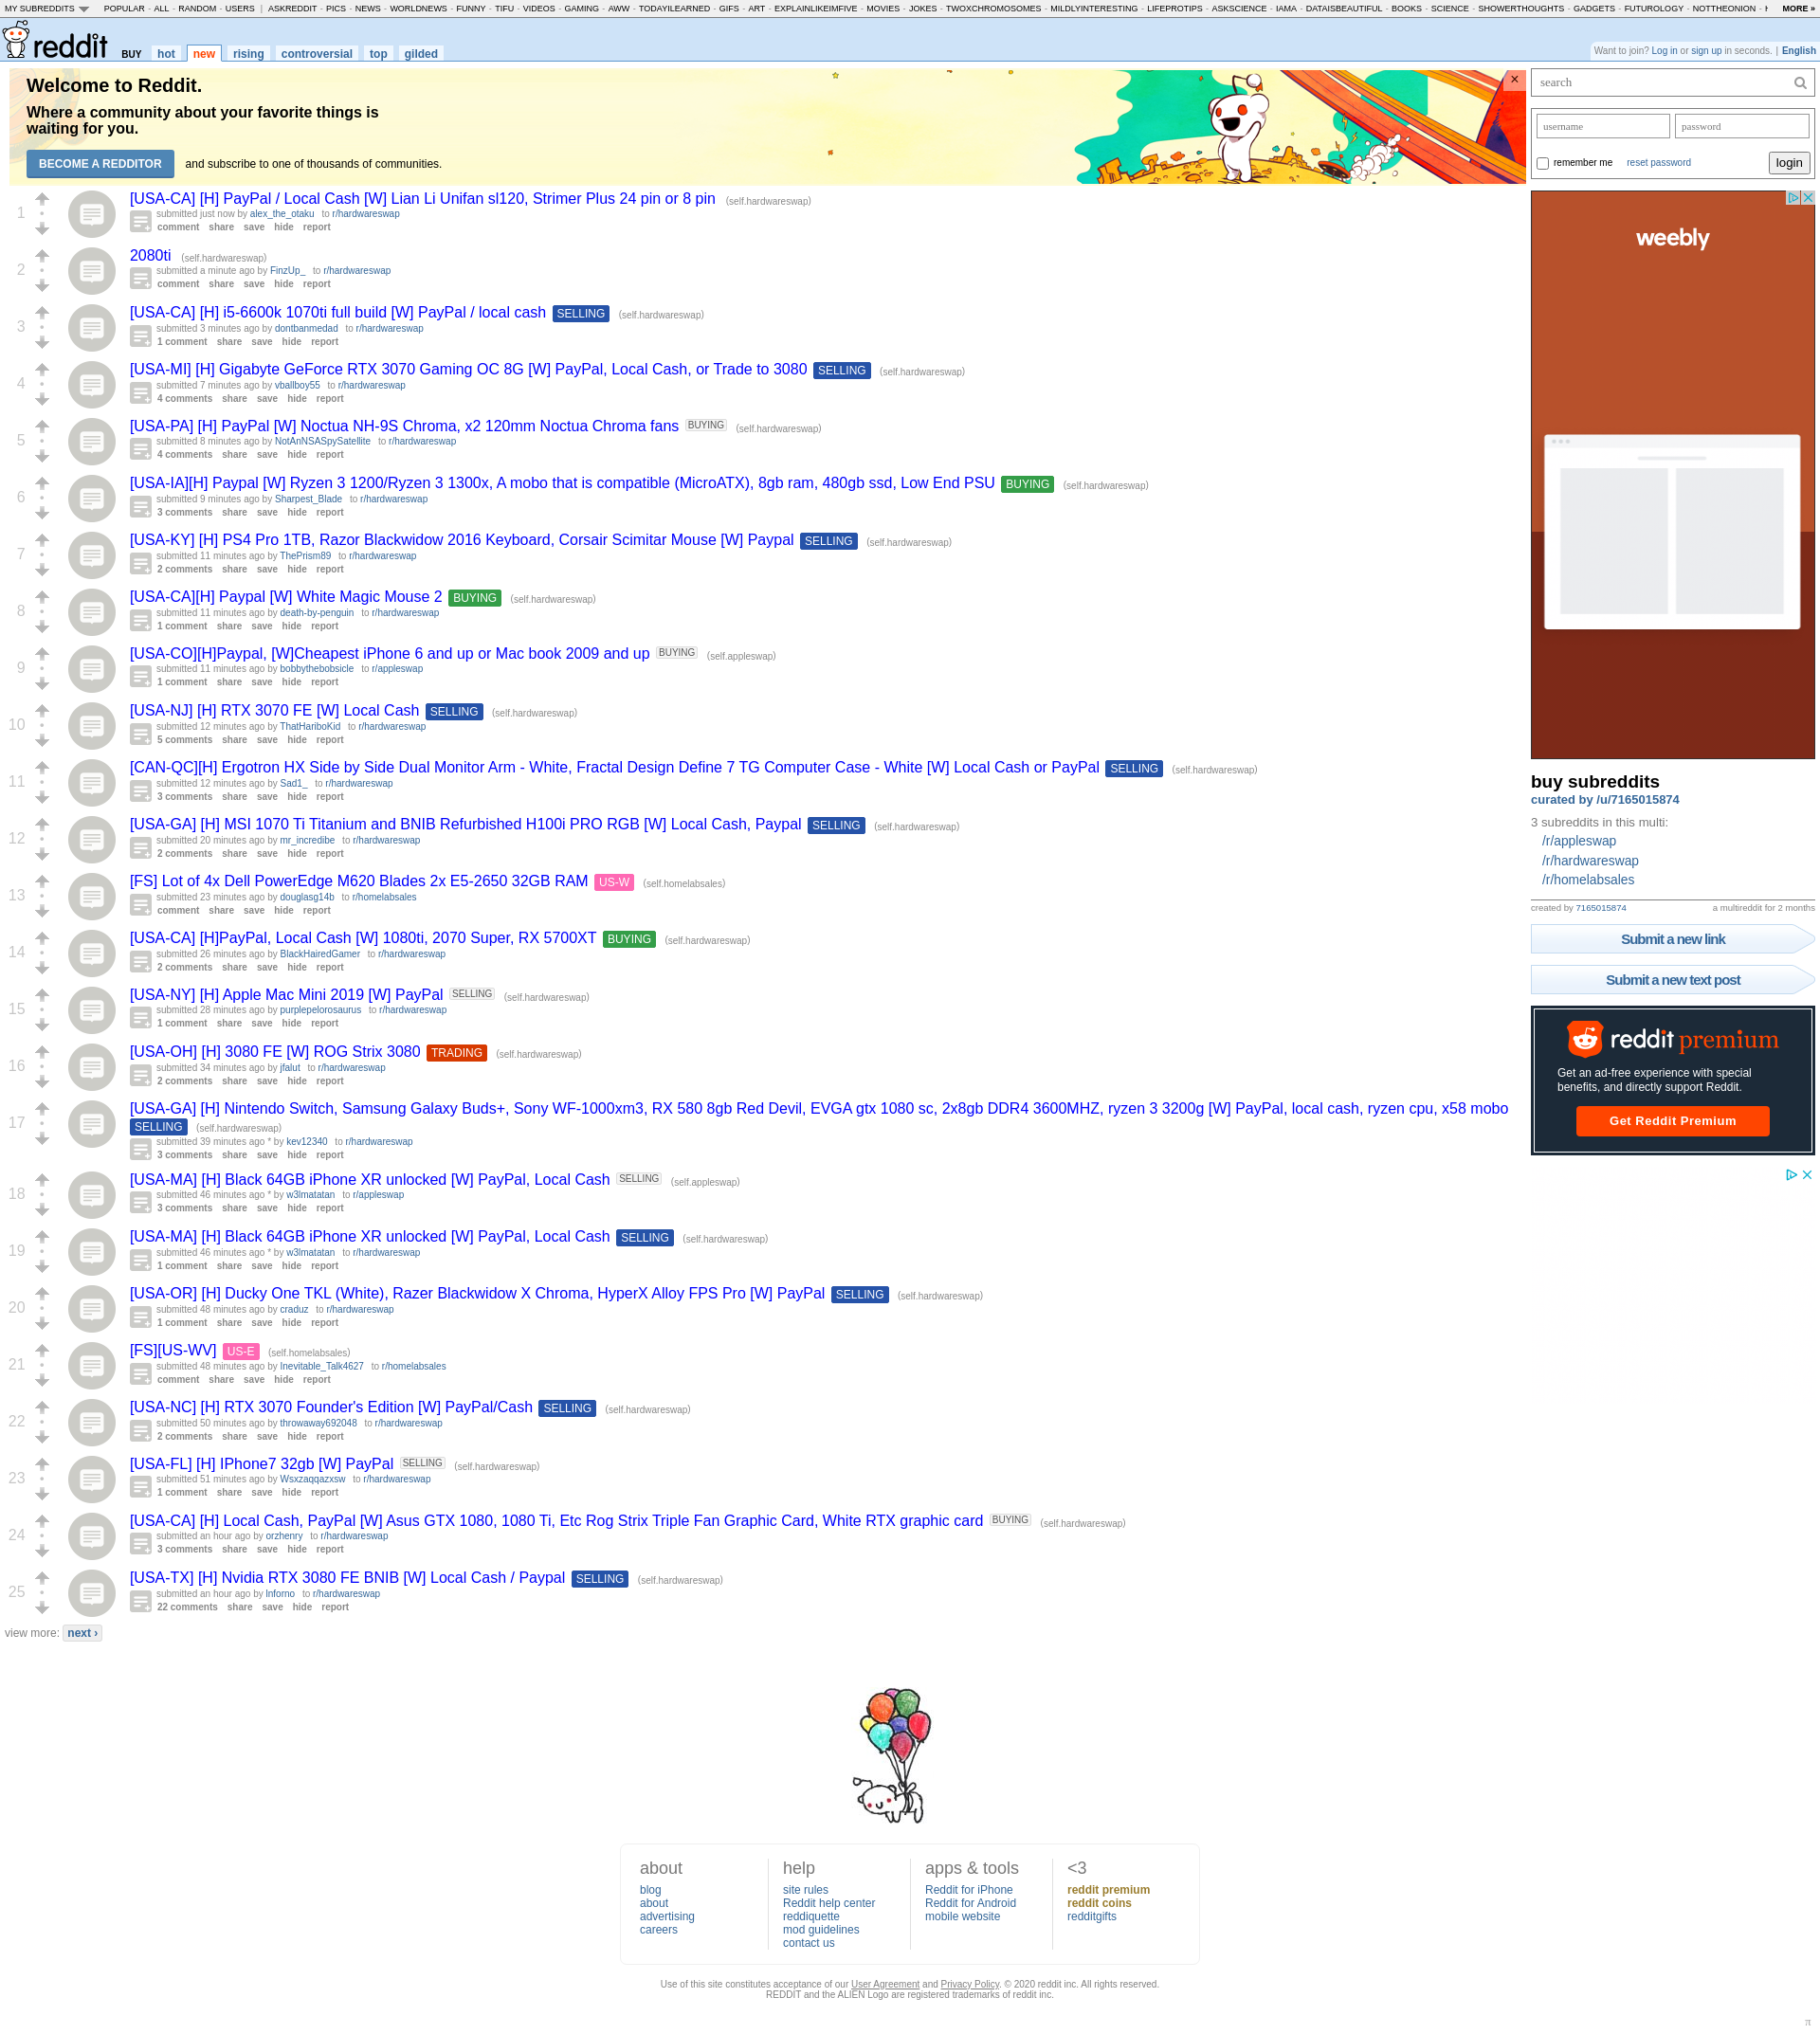 MY SUBREDDITS POPULAR - ALL - RANDOM - USERS | ASKREDDIT - PICS - NEWS - WORLDNEWS - FUNNY - TIFU - VIDEOS - GAMING - AWW - TODAYILEARNED - GIFS - ART - EXPLAINLIKEIMFIVE - MOVIES - JOKES - TWOXCHROMOSOMES - MILDLYINTERESTING - LIFEPROTIPS - ASKSCIENCE - IAMA - DATAISBEAUTIFUL - BOOKS - SCIENCE - SHOWERTHOUGHTS - GADGETS - FUTUROLOGY - NOTTHEONION - MORE »
reddit BUY hot new rising controversial top gilded
Want to join? Log in or sign up in seconds. | English
Welcome to Reddit.
Where a community about your favorite things is
waiting for you.
BECOME A REDDITOR and subscribe to one of thousands of communities.
×
1
[USA-CA] [H] PayPal / Local Cash [W] Lian Li Unifan sl120, Strimer Plus 24 pin or 8 pin (self.hardwareswap)
submitted just now by alex_the_otaku to r/hardwareswap
comment share save hide report
2
2080ti (self.hardwareswap)
submitted a minute ago by FinzUp_ to r/hardwareswap
comment share save hide report
3
[USA-CA] [H] i5-6600k 1070ti full build [W] PayPal / local cash SELLING (self.hardwareswap)
submitted 3 minutes ago by dontbanmedad to r/hardwareswap
1 comment share save hide report
4
[USA-MI] [H] Gigabyte GeForce RTX 3070 Gaming OC 8G [W] PayPal, Local Cash, or Trade to 3080 SELLING (self.hardwareswap)
submitted 7 minutes ago by vballboy55 to r/hardwareswap
4 comments share save hide report
5
[USA-PA] [H] PayPal [W] Noctua NH-9S Chroma, x2 120mm Noctua Chroma fans BUYING (self.hardwareswap)
submitted 8 minutes ago by NotAnNSASpySatellite to r/hardwareswap
4 comments share save hide report
6
[USA-IA][H] Paypal [W] Ryzen 3 1200/Ryzen 3 1300x, A mobo that is compatible (MicroATX), 8gb ram, 480gb ssd, Low End PSU BUYING (self.hardwareswap)
submitted 9 minutes ago by Sharpest_Blade to r/hardwareswap
3 comments share save hide report
7
[USA-KY] [H] PS4 Pro 1TB, Razor Blackwidow 2016 Keyboard, Corsair Scimitar Mouse [W] Paypal SELLING (self.hardwareswap)
submitted 11 minutes ago by ThePrism89 to r/hardwareswap
2 comments share save hide report
8
[USA-CA][H] Paypal [W] White Magic Mouse 2 BUYING (self.hardwareswap)
submitted 11 minutes ago by death-by-penguin to r/hardwareswap
1 comment share save hide report
9
[USA-CO][H]Paypal, [W]Cheapest iPhone 6 and up or Mac book 2009 and up BUYING (self.appleswap)
submitted 11 minutes ago by bobbythebobsicle to r/appleswap
1 comment share save hide report
10
[USA-NJ] [H] RTX 3070 FE [W] Local Cash SELLING (self.hardwareswap)
submitted 12 minutes ago by ThatHariboKid to r/hardwareswap
5 comments share save hide report
11
[CAN-QC][H] Ergotron HX Side by Side Dual Monitor Arm - White, Fractal Design Define 7 TG Computer Case - White [W] Local Cash or PayPal SELLING (self.hardwareswap)
submitted 12 minutes ago by Sad1_ to r/hardwareswap
3 comments share save hide report
12
[USA-GA] [H] MSI 1070 Ti Titanium and BNIB Refurbished H100i PRO RGB [W] Local Cash, Paypal SELLING (self.hardwareswap)
submitted 20 minutes ago by mr_incredibe to r/hardwareswap
2 comments share save hide report
13
[FS] Lot of 4x Dell PowerEdge M620 Blades 2x E5-2650 32GB RAM US-W (self.homelabsales)
submitted 23 minutes ago by douglasg14b to r/homelabsales
comment share save hide report
14
[USA-CA] [H]PayPal, Local Cash [W] 1080ti, 2070 Super, RX 5700XT BUYING (self.hardwareswap)
submitted 26 minutes ago by BlackHairedGamer to r/hardwareswap
2 comments share save hide report
15
[USA-NY] [H] Apple Mac Mini 2019 [W] PayPal SELLING (self.hardwareswap)
submitted 28 minutes ago by purplepelorosaurus to r/hardwareswap
1 comment share save hide report
16
[USA-OH] [H] 3080 FE [W] ROG Strix 3080 TRADING (self.hardwareswap)
submitted 34 minutes ago by jfalut to r/hardwareswap
2 comments share save hide report
17
[USA-GA] [H] Nintendo Switch, Samsung Galaxy Buds+, Sony WF-1000xm3, RX 580 8gb Red Devil, EVGA gtx 1080 sc, 2x8gb DDR4 3600MHZ, ryzen 3 3200g [W] PayPal, local cash, ryzen cpu, x58 mobo
SELLING (self.hardwareswap)
submitted 39 minutes ago * by kev12340 to r/hardwareswap
3 comments share save hide report
18
[USA-MA] [H] Black 64GB iPhone XR unlocked [W] PayPal, Local Cash SELLING (self.appleswap)
submitted 46 minutes ago * by w3lmatatan to r/appleswap
3 comments share save hide report
19
[USA-MA] [H] Black 64GB iPhone XR unlocked [W] PayPal, Local Cash SELLING (self.hardwareswap)
submitted 46 minutes ago * by w3lmatatan to r/hardwareswap
1 comment share save hide report
20
[USA-OR] [H] Ducky One TKL (White), Razer Blackwidow X Chroma, HyperX Alloy FPS Pro [W] PayPal SELLING (self.hardwareswap)
submitted 48 minutes ago by craduz to r/hardwareswap
1 comment share save hide report
21
[FS][US-WV] US-E (self.homelabsales)
submitted 48 minutes ago by Inevitable_Talk4627 to r/homelabsales
comment share save hide report
22
[USA-NC] [H] RTX 3070 Founder's Edition [W] PayPal/Cash SELLING (self.hardwareswap)
submitted 50 minutes ago by throwaway692048 to r/hardwareswap
2 comments share save hide report
23
[USA-FL] [H] IPhone7 32gb [W] PayPal SELLING (self.hardwareswap)
submitted 51 minutes ago by Wsxzaqqazxsw to r/hardwareswap
1 comment share save hide report
24
[USA-CA] [H] Local Cash, PayPal [W] Asus GTX 1080, 1080 Ti, Etc Rog Strix Triple Fan Graphic Card, White RTX graphic card BUYING (self.hardwareswap)
submitted an hour ago by orzhenry to r/hardwareswap
3 comments share save hide report
25
[USA-TX] [H] Nvidia RTX 3080 FE BNIB [W] Local Cash / Paypal SELLING (self.hardwareswap)
submitted an hour ago by Inforno to r/hardwareswap
22 comments share save hide report
view more: next ›
search
username password
remember me reset password login
weebly
buy subreddits
curated by /u/7165015874
3 subreddits in this multi:
/r/appleswap
/r/hardwareswap
/r/homelabsales
created by 7165015874 a multireddit for 2 months
Submit a new link
Submit a new text post
reddit premium
Get an ad-free experience with special
benefits, and directly support Reddit.
Get Reddit Premium
about
blog
about
advertising
careers
help
site rules
Reddit help center
reddiquette
mod guidelines
contact us
apps & tools
Reddit for iPhone
Reddit for Android
mobile website
<3
reddit premium
reddit coins
redditgifts
Use of this site constitutes acceptance of our User Agreement and Privacy Policy. © 2020 reddit inc. All rights reserved.
REDDIT and the ALIEN Logo are registered trademarks of reddit inc.
π